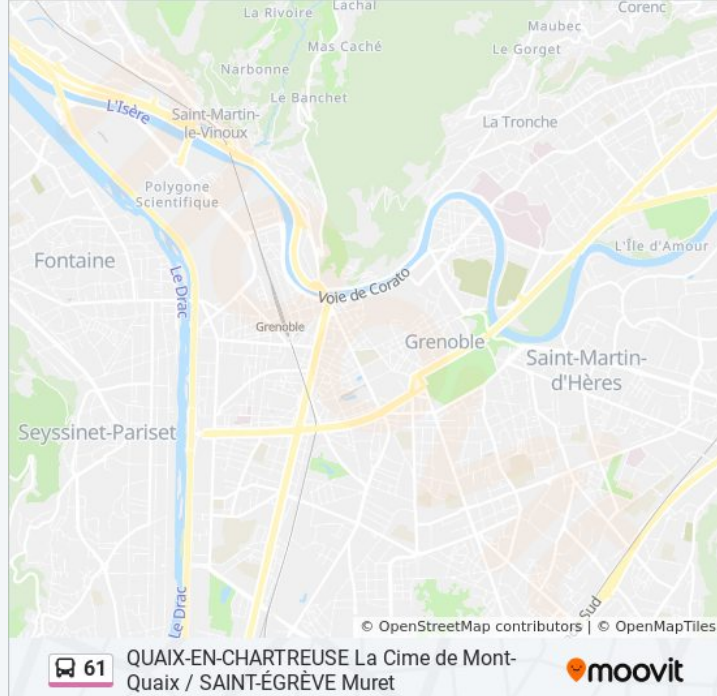 Lachal
La Rivoire
Corenc
Maubec
Mas Caché
Le Gorget
Narbonne
Le Banchet
L'Isère
Saint-Martin-
le-Vinoux
La Tronche
Polygone
Scientifique
L'Île d'Amour
Fontaine
Le Drac
Voie de Corato
Grenoble
Grenoble
Saint-Martin-
d'Hères
Seyssinet-Pariset
Le Drac
Sud
© OpenStreetMap contributors | © OpenMapTiles
61
QUAIX-EN-CHARTREUSE La Cime de Mont-
Quaix / SAINT-ÉGRÈVE Muret
moovit